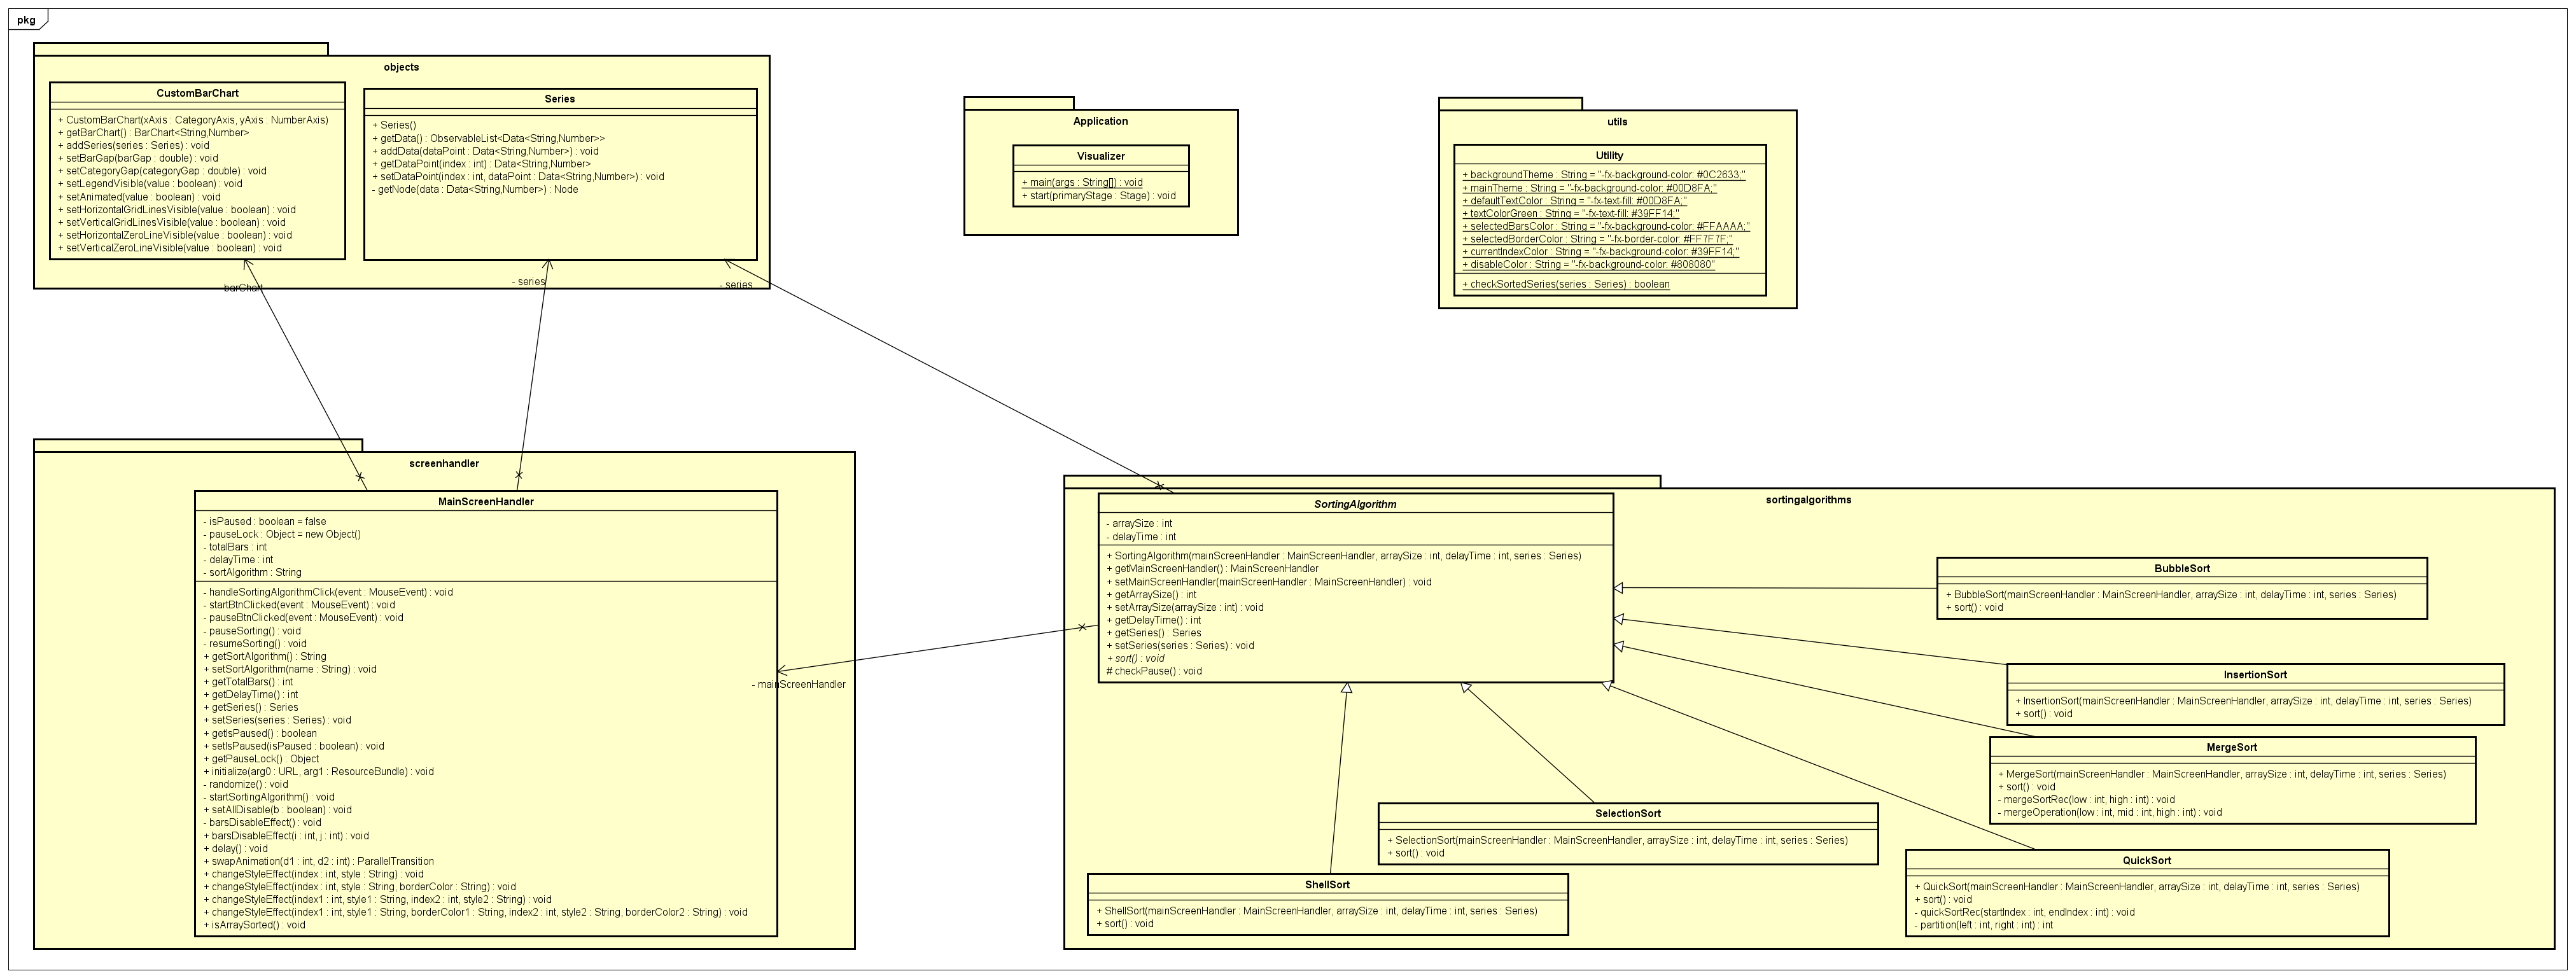 pkg
objects
CustomBarChart
+ CustomBarChart(xAxis : CategoryAxis, yAxis : NumberAxis)
+ getBarChart() : BarChart<String,Number>
+ addSeries(series : Series) : void
+ setBarGap(barGap : double) : void
+ setCategoryGap(categoryGap : double) : void
+ setLegendVisible(value : boolean) : void
+ setAnimated(value : boolean) : void
+ setHorizontalGridLinesVisible(value : boolean) : void
+ setVerticalGridLinesVisible(value : boolean) : void
+ setHorizontalZeroLineVisible(value : boolean) : void
+ setVerticalZeroLineVisible(value : boolean) : void
Series
+ Series()
+ getData() : ObservableList<Data<String,Number>>
+ addData(dataPoint : Data<String,Number>) : void
+ getDataPoint(index : int) : Data<String,Number>
+ setDataPoint(index : int, dataPoint : Data<String,Number>) : void
- getNode(data : Data<String,Number>) : Node
Application
Visualizer
+ main(args : String[]) : void
+ start(primaryStage : Stage) : void
utils
Utility
+ backgroundTheme : String = "-fx-background-color: #0C2633;"
+ mainTheme : String = "-fx-background-color: #00D8FA;"
+ defaultTextColor : String = "-fx-text-fill: #00D8FA;"
+ textColorGreen : String = "-fx-text-fill: #39FF14;"
+ selectedBarsColor : String = "-fx-background-color: #FFAAAA;"
+ selectedBorderColor : String = "-fx-border-color: #FF7F7F;"
+ currentIndexColor : String = "-fx-background-color: #39FF14;"
+ disableColor : String = "-fx-background-color: #808080"
+ checkSortedSeries(series : Series) : boolean
barChart
- series
- series
screenhandler
MainScreenHandler
- isPaused : boolean = false
- pauseLock : Object = new Object()
- totalBars : int
- delayTime : int
- sortAlgorithm : String
- handleSortingAlgorithmClick(event : MouseEvent) : void
- startBtnClicked(event : MouseEvent) : void
- pauseBtnClicked(event : MouseEvent) : void
- pauseSorting() : void
- resumeSorting() : void
+ getSortAlgorithm() : String
+ setSortAlgorithm(name : String) : void
+ getTotalBars() : int
+ getDelayTime() : int
+ getSeries() : Series
+ setSeries(series : Series) : void
+ getIsPaused() : boolean
+ setIsPaused(isPaused : boolean) : void
+ getPauseLock() : Object
+ initialize(arg0 : URL, arg1 : ResourceBundle) : void
- randomize() : void
- startSortingAlgorithm() : void
+ setAllDisable(b : boolean) : void
- barsDisableEffect() : void
+ barsDisableEffect(i : int, j : int) : void
+ delay() : void
+ swapAnimation(d1 : int, d2 : int) : ParallelTransition
+ changeStyleEffect(index : int, style : String) : void
+ changeStyleEffect(index : int, style : String, borderColor : String) : void
+ changeStyleEffect(index1 : int, style1 : String, index2 : int, style2 : String) : void
+ changeStyleEffect(index1 : int, style1 : String, borderColor1 : String, index2 : int, style2 : String, borderColor2 : String) : void
+ isArraySorted() : void
- mainScreenHandler
sortingalgorithms
SortingAlgorithm
- arraySize : int
- delayTime : int
+ SortingAlgorithm(mainScreenHandler : MainScreenHandler, arraySize : int, delayTime : int, series : Series)
+ getMainScreenHandler() : MainScreenHandler
+ setMainScreenHandler(mainScreenHandler : MainScreenHandler) : void
+ getArraySize() : int
+ setArraySize(arraySize : int) : void
+ getDelayTime() : int
+ getSeries() : Series
+ setSeries(series : Series) : void
+ sort() : void
# checkPause() : void
BubbleSort
+ BubbleSort(mainScreenHandler : MainScreenHandler, arraySize : int, delayTime : int, series : Series)
+ sort() : void
InsertionSort
+ InsertionSort(mainScreenHandler : MainScreenHandler, arraySize : int, delayTime : int, series : Series)
+ sort() : void
MergeSort
+ MergeSort(mainScreenHandler : MainScreenHandler, arraySize : int, delayTime : int, series : Series)
+ sort() : void
- mergeSortRec(low : int, high : int) : void
- mergeOperation(low : int, mid : int, high : int) : void
SelectionSort
+ SelectionSort(mainScreenHandler : MainScreenHandler, arraySize : int, delayTime : int, series : Series)
+ sort() : void
QuickSort
+ QuickSort(mainScreenHandler : MainScreenHandler, arraySize : int, delayTime : int, series : Series)
+ sort() : void
- quickSortRec(startIndex : int, endIndex : int) : void
- partition(left : int, right : int) : int
ShellSort
+ ShellSort(mainScreenHandler : MainScreenHandler, arraySize : int, delayTime : int, series : Series)
+ sort() : void